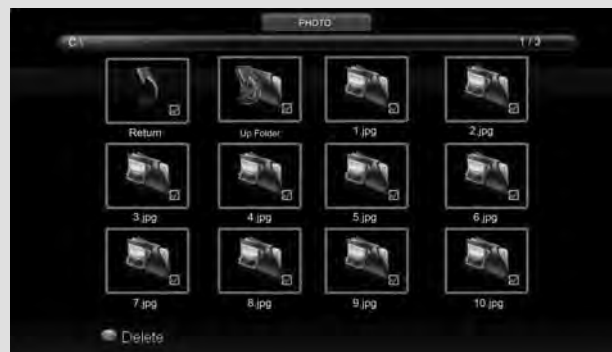 PHOTO
C:\ 1 / 3
Return Up Folder 1.jpg 2.jpg
3.jpg 4.jpg 5.jpg 6.jpg
7.jpg 8.jpg 9.jpg 10.jpg
Delete